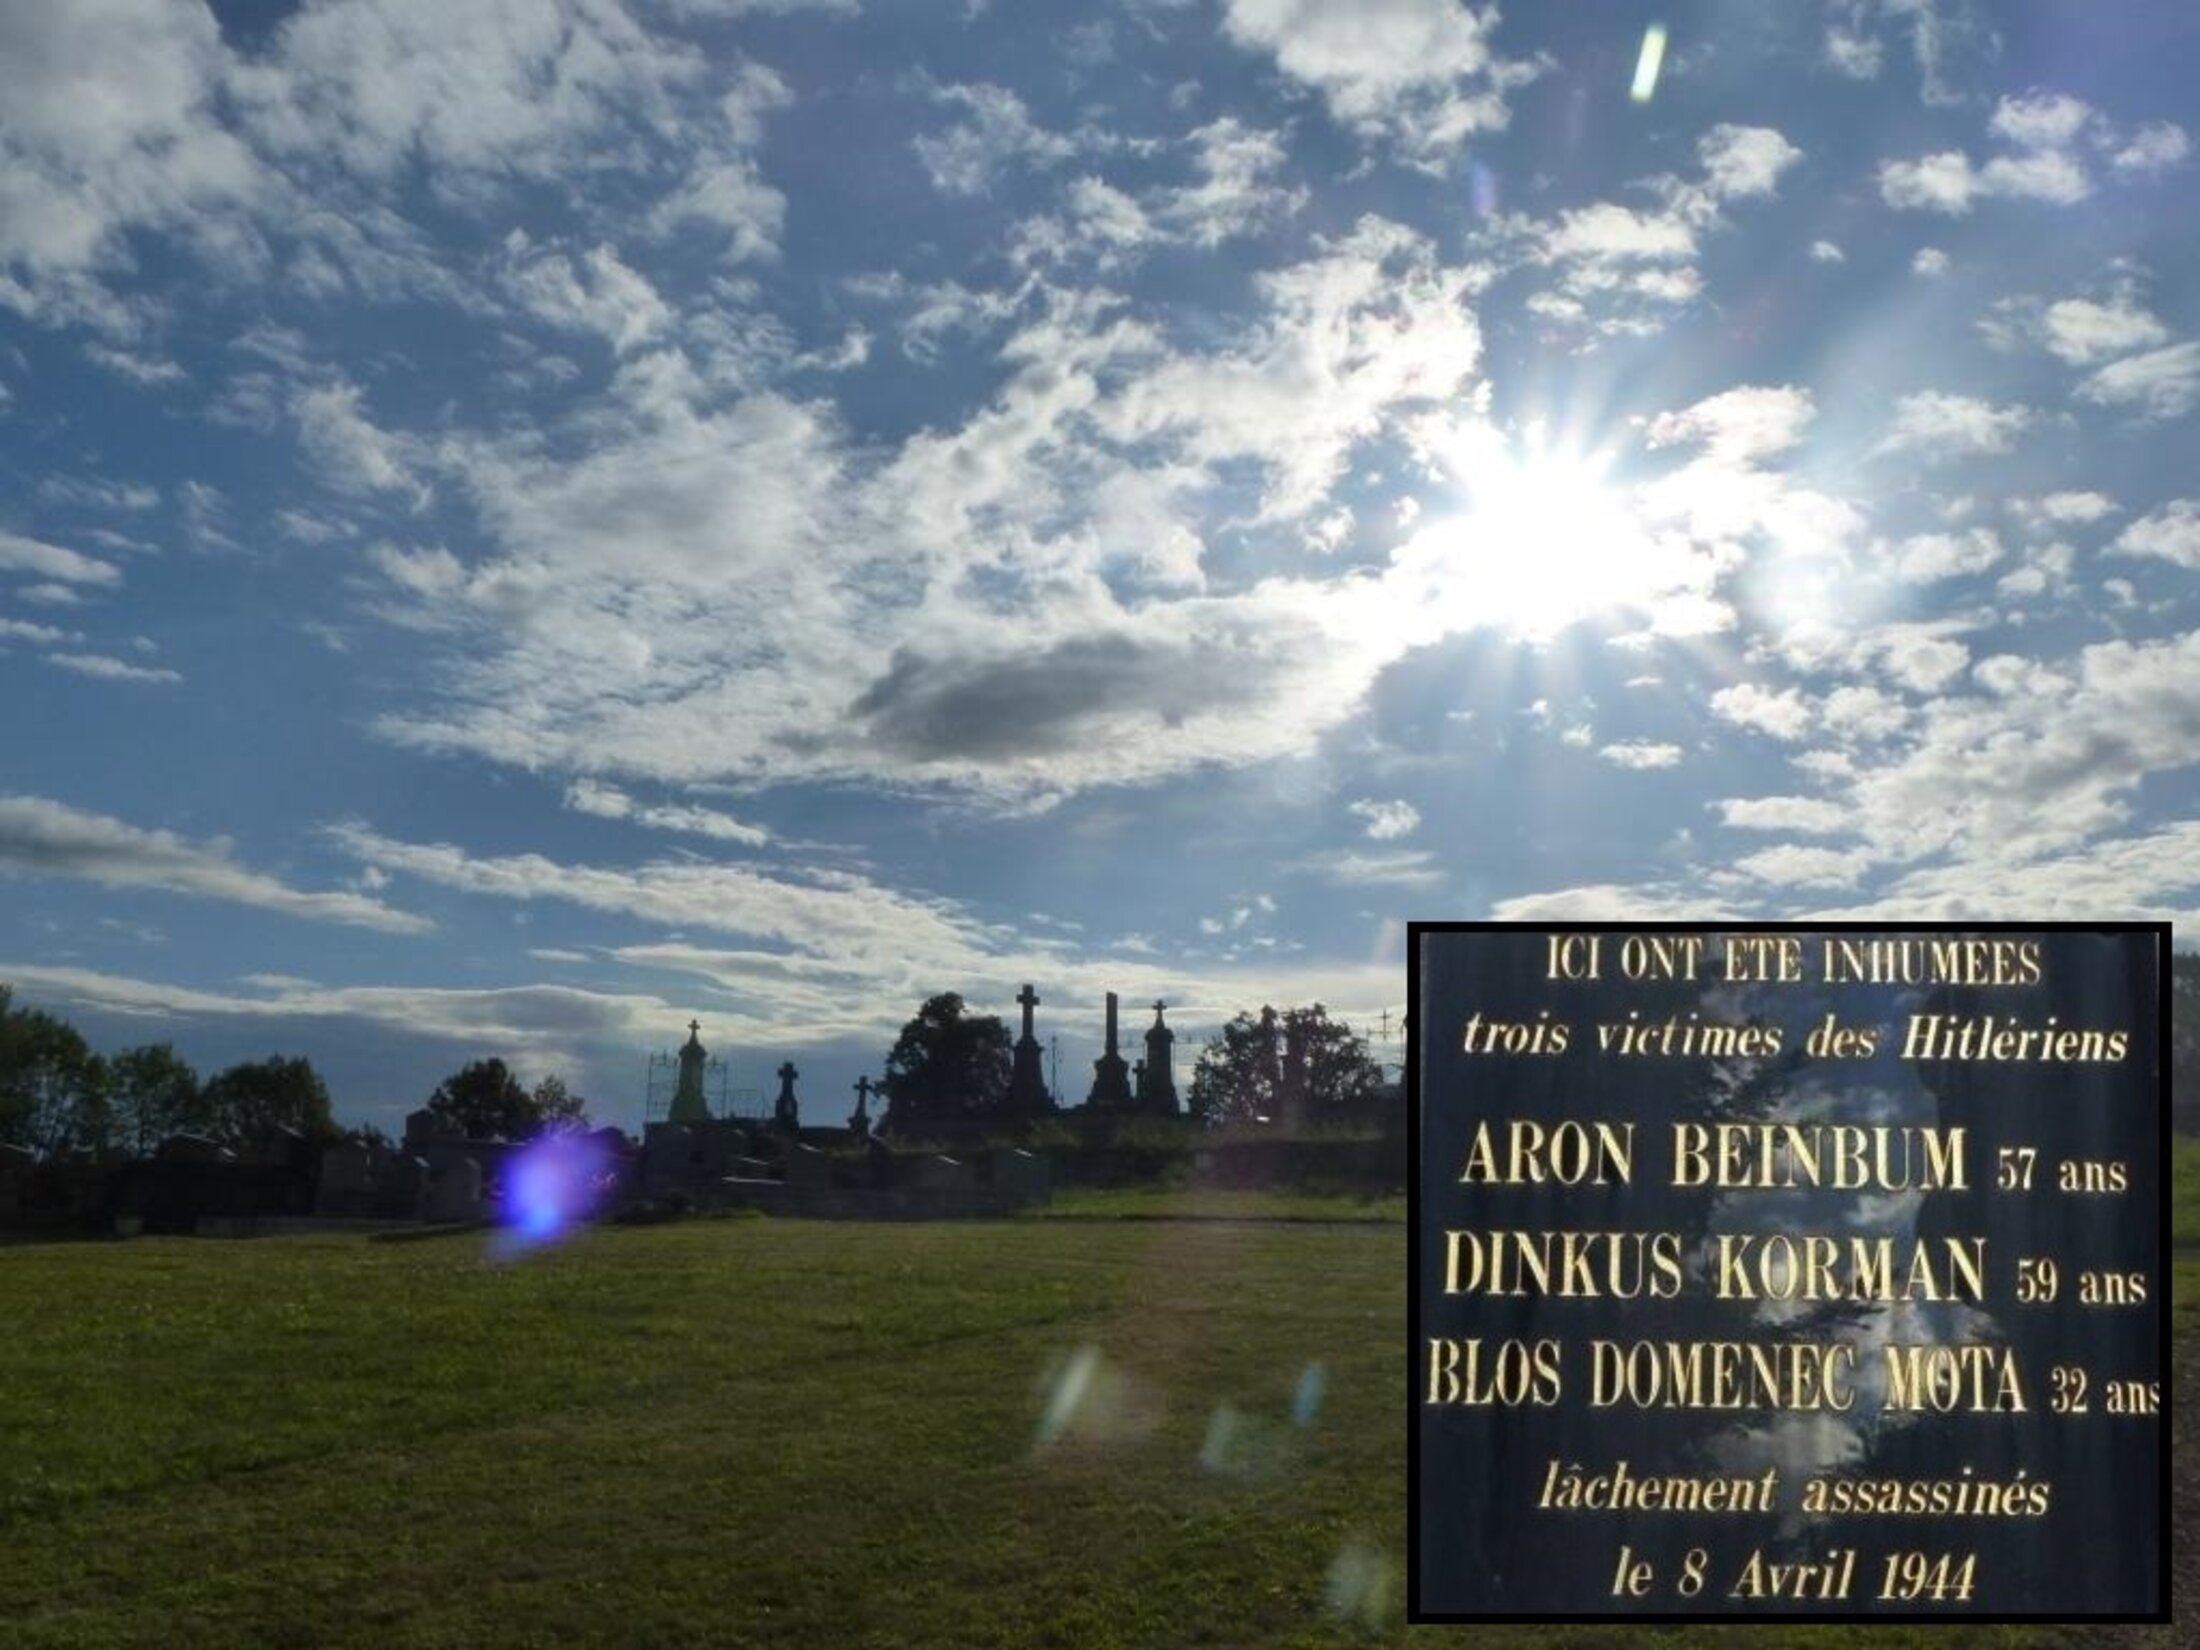 ICI ONT ETE INHUMEES
trois victimes des Hitlériens
ARON BEINBUM 57 ans
DINKUS KORMAN 59 ans
BLOS DOMENEC MOTA 32 ans
lâchement assassinés
le 8 Avril 1944